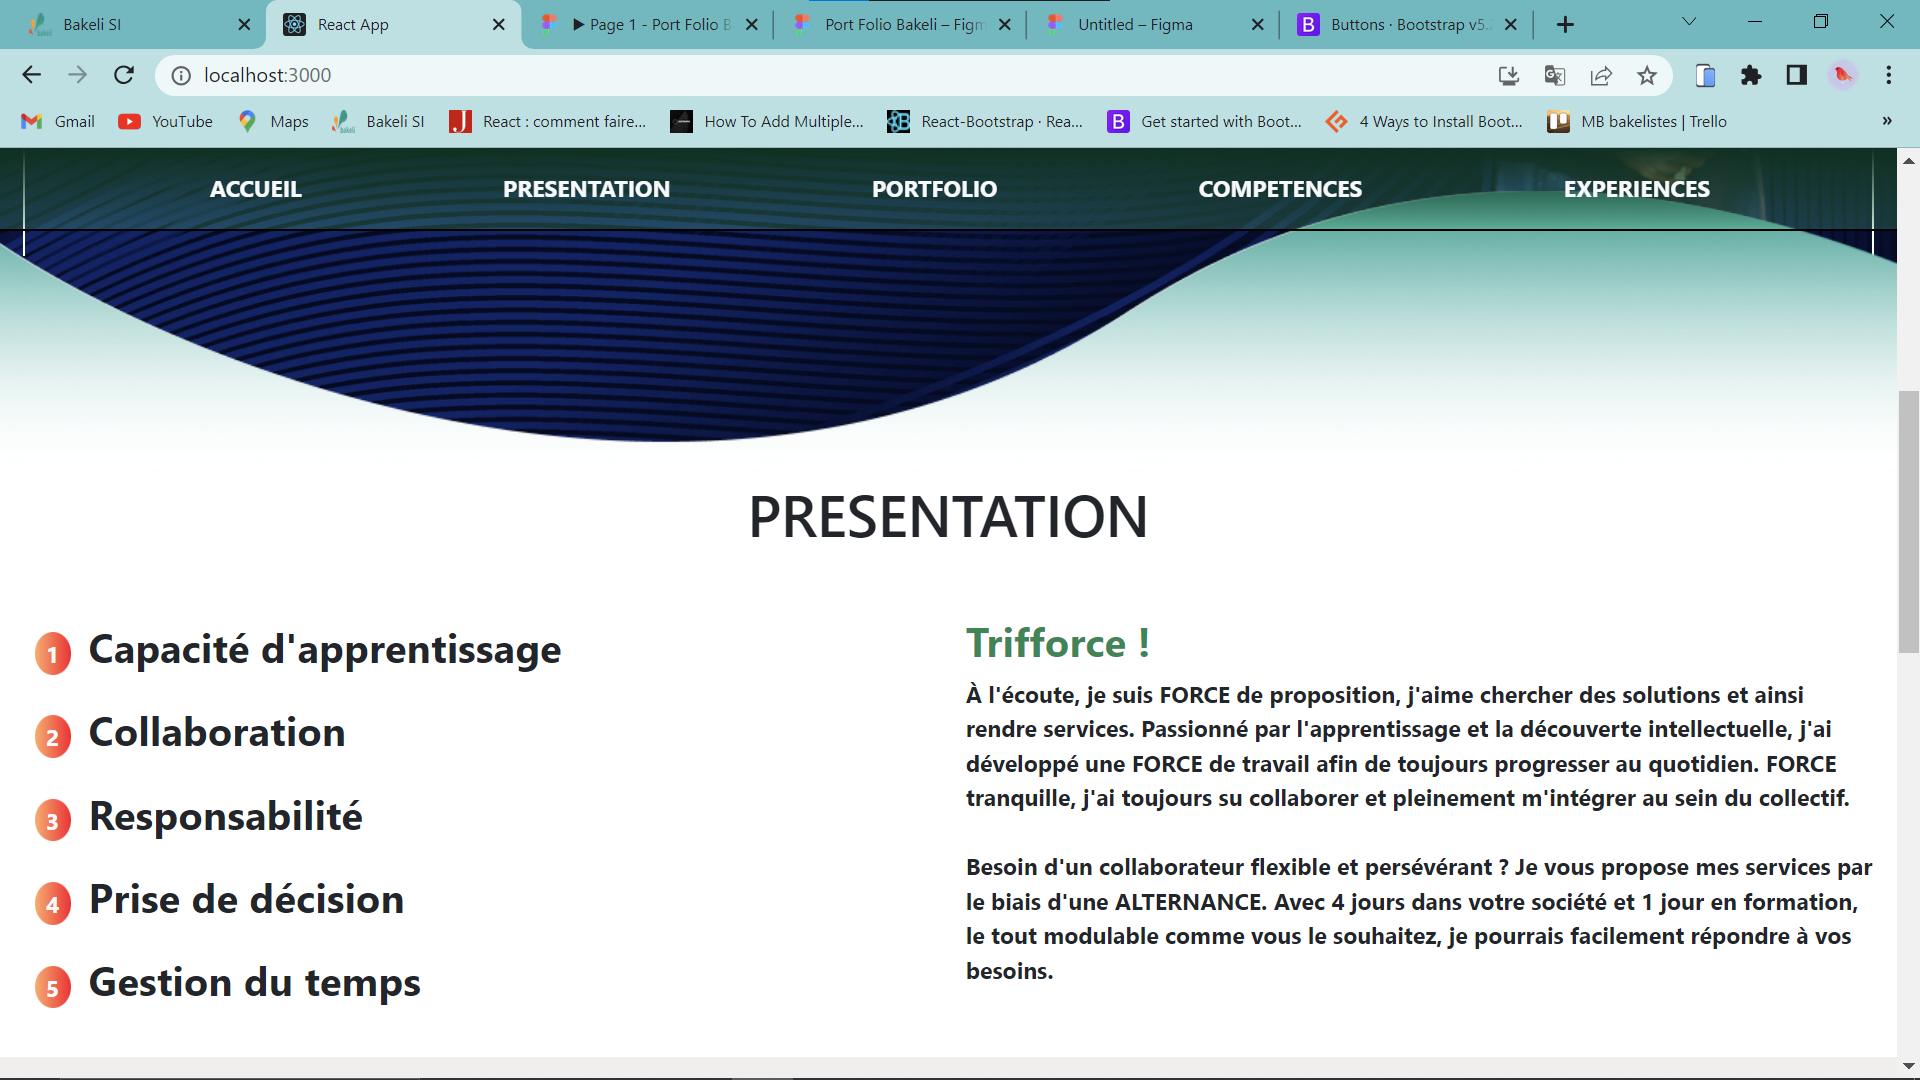 Bakeli SI
React App
▶ Page 1 - Port Folio B
Port Folio Bakeli – Figm
Untitled – Figma
Buttons · Bootstrap v5.
localhost:3000
Gmail
YouTube
Maps
Bakeli SI
React : comment faire...
How To Add Multiple...
React-Bootstrap · Rea...
Get started with Boot...
4 Ways to Install Boot...
MB bakelistes | Trello
»
ACCUEIL
PRESENTATION
PORTFOLIO
COMPETENCES
EXPERIENCES
PRESENTATION
1 Capacité d'apprentissage
2 Collaboration
3 Responsabilité
4 Prise de décision
5 Gestion du temps
Trifforce !
À l'écoute, je suis FORCE de proposition, j'aime chercher des solutions et ainsi
rendre services. Passionné par l'apprentissage et la découverte intellectuelle, j'ai
développé une FORCE de travail afin de toujours progresser au quotidien. FORCE
tranquille, j'ai toujours su collaborer et pleinement m'intégrer au sein du collectif.
Besoin d'un collaborateur flexible et persévérant ? Je vous propose mes services par
le biais d'une ALTERNANCE. Avec 4 jours dans votre société et 1 jour en formation,
le tout modulable comme vous le souhaitez, je pourrais facilement répondre à vos
besoins.